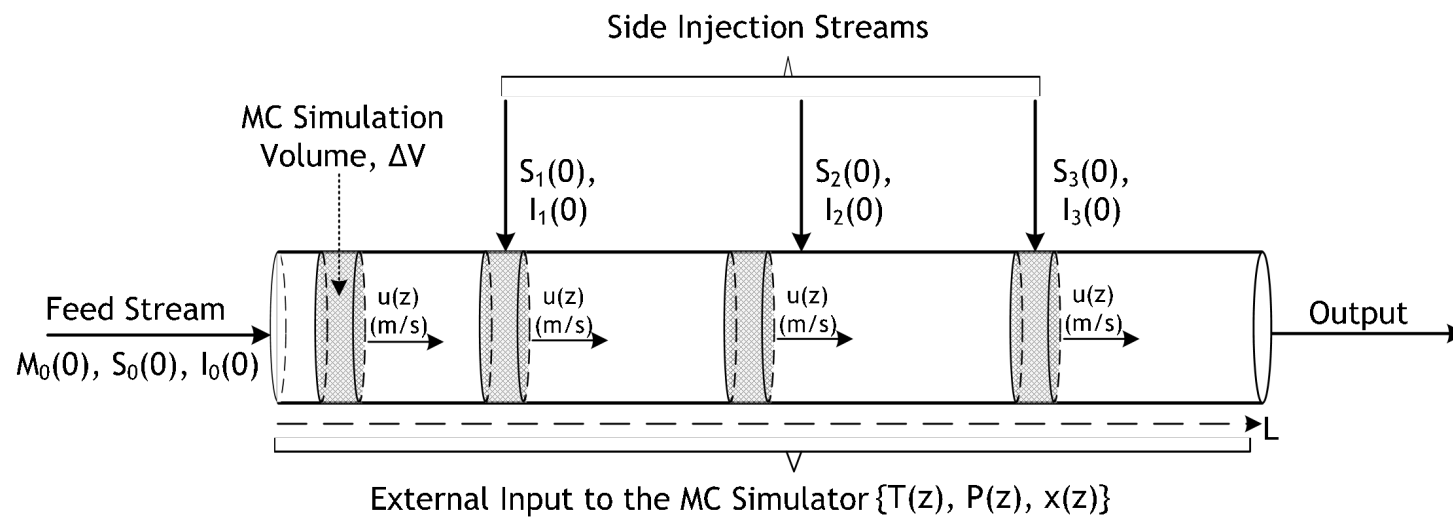 Side Injection Streams
MC Simulation
Volume, ΔV
S₁(0),
I₁(0)
S₂(0),
I₂(0)
S₃(0),
I₃(0)
Feed Stream
M₀(0), S₀(0), I₀(0)
u(z)
(m/s)
u(z)
(m/s)
u(z)
(m/s)
u(z)
(m/s)
Output
L
External Input to the MC Simulator {T(z), P(z), x(z)}